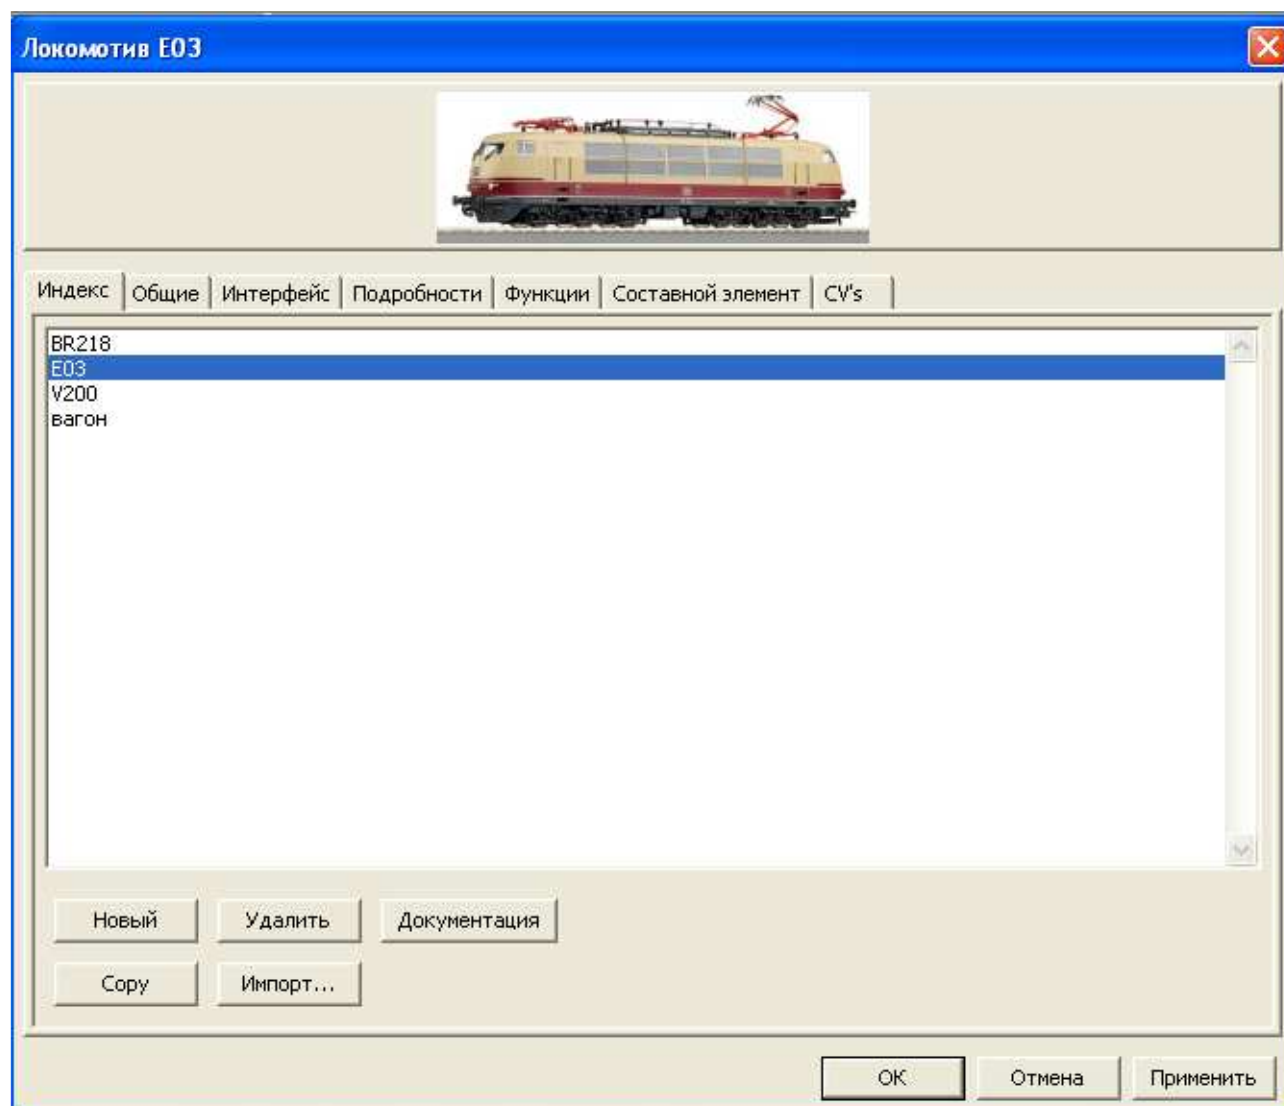 Локомотив E03
Индекс Общие Интерфейс Подробности Функции Составной элемент CV's
BR218
E03
V200
вагон
Новый Удалить Документация
Copy Импорт...
OK Отмена Применить